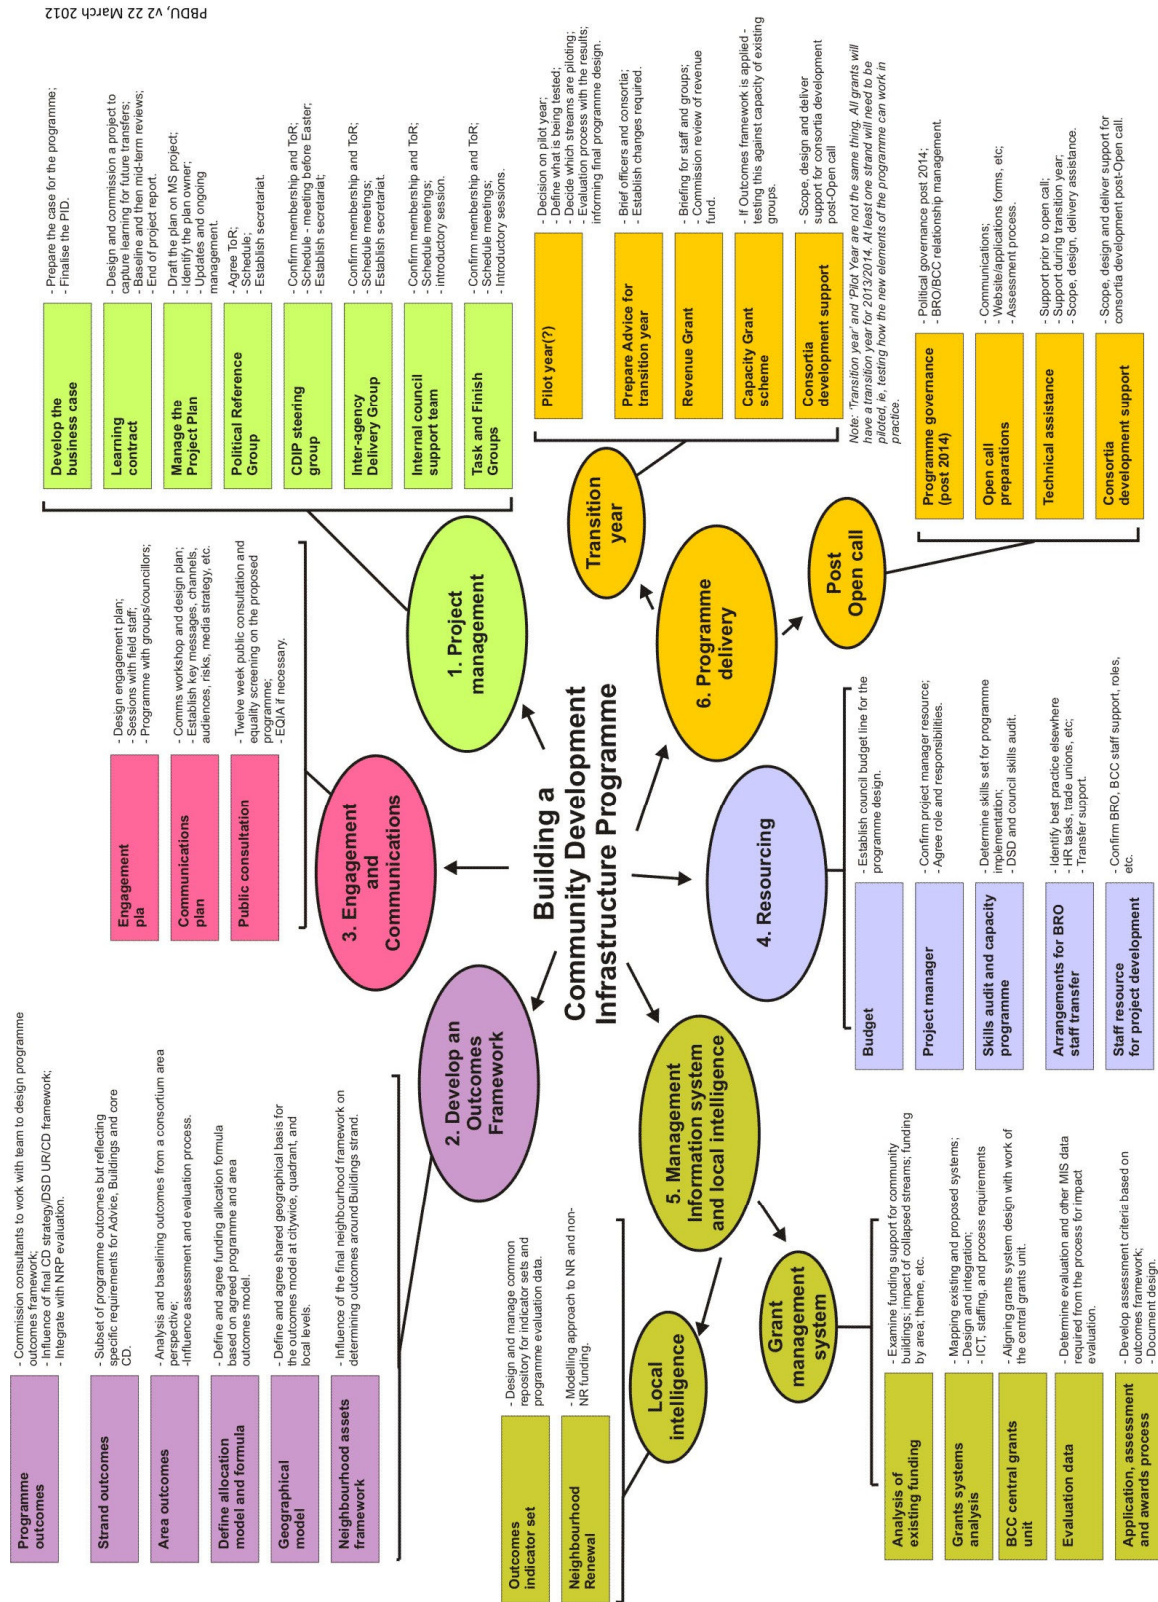 PBDU, v2 22 March 2012
Building a
Community Development
Infrastructure Programme
1. Project
management
Develop the
business case
- Prepare the case for the programme;
- Finalise the PID.
Learning
contract
- Design and commission a project to
capture learning for future transfers;
- Baseline and then mid-term reviews;
- End of project report.
Manage the
Project Plan
- Draft the plan on MS project;
- Identify the plan owner;
- Updates and ongoing
management.
Political Reference
Group
- Agree ToR;
- Schedule;
- Establish secretariat.
CDIP steering
group
- Confirm membership and ToR;
- Schedule - meeting before Easter;
- Establish secretariat;
Inter-agency
Delivery Group
- Confirm membership and ToR;
- Schedule meetings;
- Establish secretariat.
Internal council
support team
- Confirm membership and ToR;
- Schedule meetings;
- introductory session.
Task and Finish
Groups
- Confirm membership and ToR;
- Schedule meetings;
- Introductory sessions.
2. Develop an
Outcomes
Framework
Programme
outcomes
- Commission consultants to work with team to design programme
outcomes framework;
- Influence of final CD strategy/DSD UR/CD framework;
- Integrate with NRP evaluation.
Strand outcomes
- Subset of programme outcomes but reflecting
specific requirements for Advice, Buildings and core
CD.
Area outcomes
- Analysis and baselining outcomes from a consortium area
perspective;
-Influence assessment and evaluation process.
Define allocation
model and formula
- Define and agree funding allocation formula
based on agreed programme and area
outcomes model.
Geographical
model
- Define and agree shared geographical basis for
the outcomes model at citywide, quadrant, and
local levels.
Neighbourhood assets
framework
- Influence of the final neighbourhood framework on
determining outcomes around Buildings strand.
3. Engagement
and
Communications
Engagement
pla
- Design engagement plan;
- Sessions with field staff;
- Programme with groups/councillors;
Communications
plan
- Comms workshop and design plan;
- Establish key messages, channels,
audiences, risks, media strategy, etc.
Public consultation
- Twelve week public consultation and
equality screening on the proposed
programme;
- EQIA if necessary.
4. Resourcing
Budget
- Establish council budget line for the
programme design.
Project manager
- Confirm project manager resource;
- Agree role and responsibilities.
Skills audit and capacity
programme
- Determine skills set for programme
implementation;
- DSD and council skills audit.
Arrangements for BRO
staff transfer
- Identify best practice elsewhere
- HR tasks, trade unions, etc;
- Transfer support.
Staff resource
for project development
- Confirm BRO, BCC staff support, roles,
etc.
5. Management
Information system
and local intelligence
Local
intelligence
Outcomes
indicator set
- Design and manage common
repository for indicator sets and
programme evaluation data.
Neighbourhood
Renewal
- Modelling approach to NR and non-
NR funding.
Grant
management
system
Analysis of
existing funding
- Examine funding support for community
buildings; impact of collapsed streams; funding
by area; theme, etc.
Grants systems
analysis
- Mapping existing and proposed systems;
- Design and integration;
- ICT, staffing, and process requirements
BCC central grants
unit
- Aligning grants system design with work of
the central grants unit.
Evaluation data
- Determine evaluation and other MIS data
required from the process for impact
evaluation.
Application, assessment
and awards process
- Develop assessment criteria based on
outcomes framework;
- Document design.
6. Programme
delivery
Transition
year
Pilot year(?)
- Decision on pilot year;
- Define what is being tested;
- Decide which streams are piloting;
- Evaluation process with the results;
informing final programme design.
Prepare Advice for
transition year
- Brief officers and consortia;
- Establish changes required.
Revenue Grant
- Briefing for staff and groups;
- Commission review of revenue
fund.
Capacity Grant
scheme
- If Outcomes framework is applied -
testing this against capacity of existing
groups.
Consortia
development support
- Scope, design and deliver
support for consortia development
post-Open call
Note: 'Transition year' and 'Pilot Year are not the same thing. All grants will
have a transition year for 2013/2014. At least one strand will need to be
piloted, ie, testing how the new elements of the programme can work in
practice.
Post
Open call
Programme governance
(post 2014)
- Political governance post 2014;
- BRO/BCC relationship management.
Open call
preparations
- Communications;
- Website/applications forms, etc;
- Assessment process.
Technical assistance
- Support prior to open call;
- Support during transition year;
- Scope, design, delivery assistance.
Consortia
development support
- Scope, design and deliver support for
consortia development post-Open call.